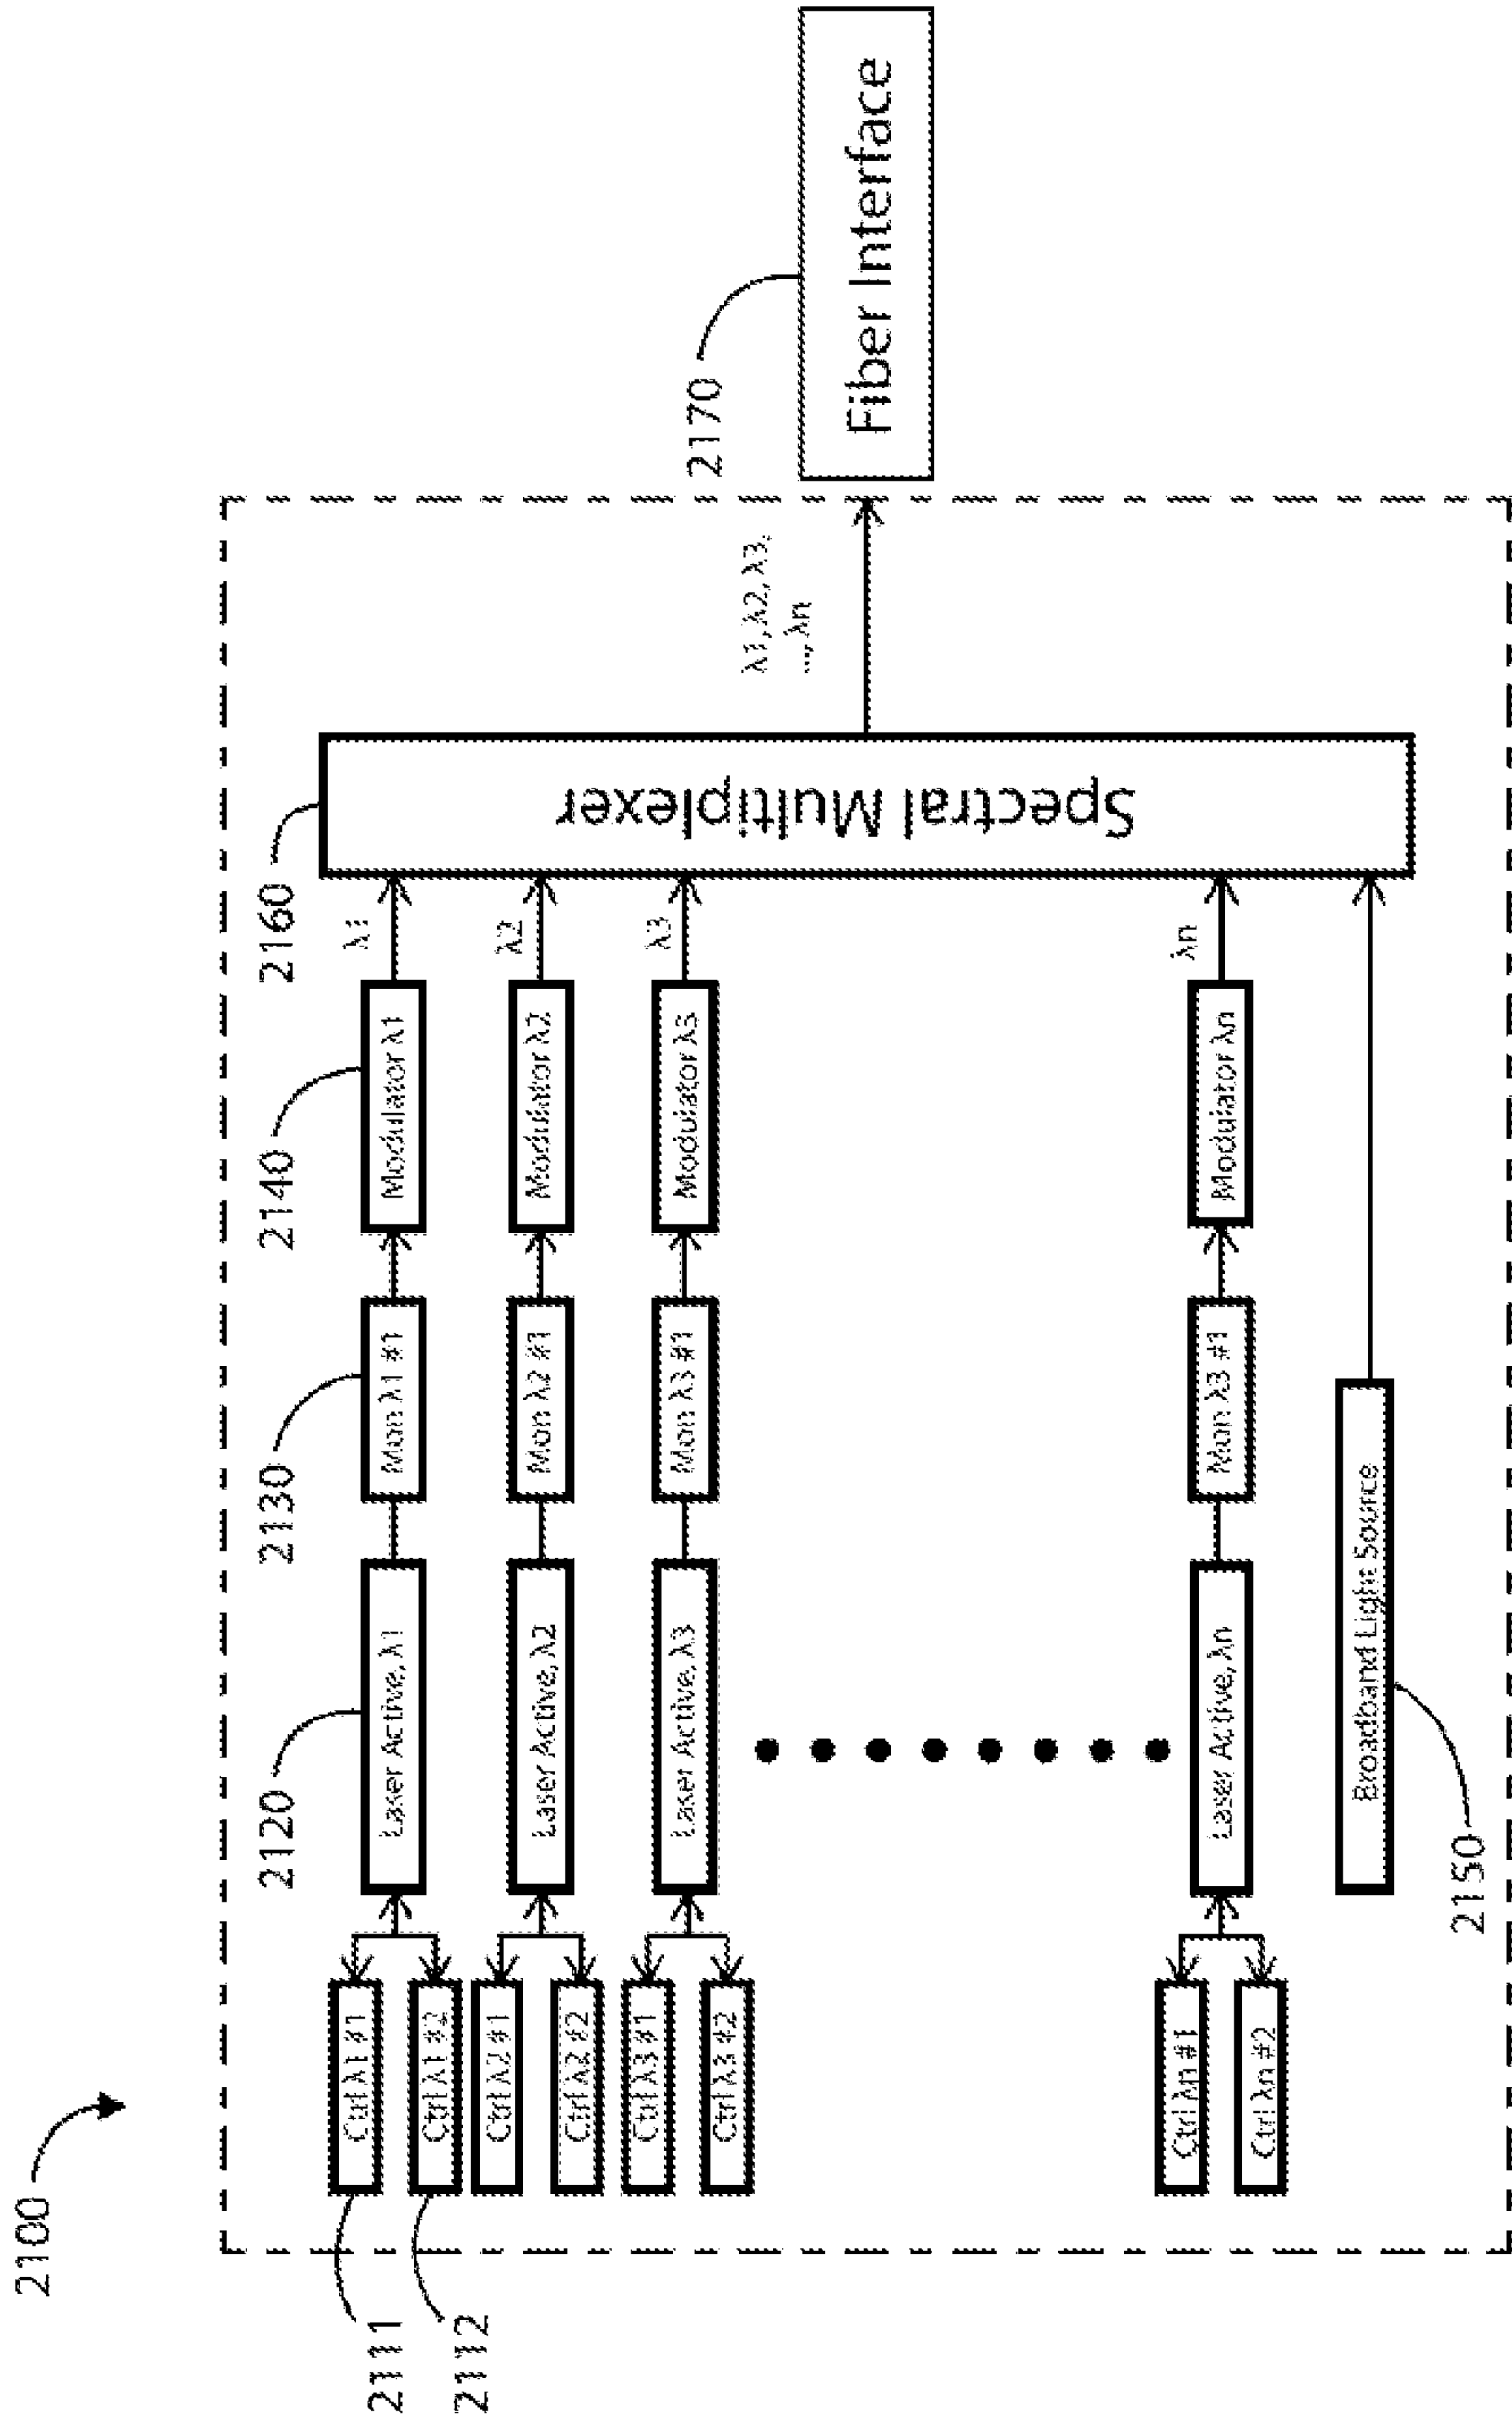 2100
2111
2112
Ctrl λ1 #1
Ctrl λ1 #2
Ctrl λ2 #1
Ctrl λ2 #2
Ctrl λ3 #1
Ctrl λ3 #2
Ctrl λn #1
Ctrl λn #2
2120
Laser Active, λ1
Laser Active, λ2
Laser Active, λ3
Laser Active, λn
Broadband Light Source
2150
2130
Mon λ1 #1
Mon λ2 #1
Mon λ3 #1
Mon λ3 #1
2140
Modulator λ1
Modulator λ2
Modulator λ3
Modulator λn
λ1
λ2
λ3
λn
2160
Spectral Multiplexer
λ1, λ2, λ3,
..., λn
2170
Fiber Interface